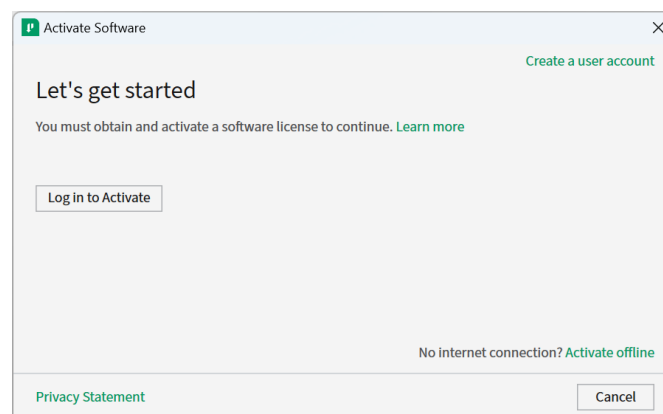 Activate Software
Create a user account
Let's get started
You must obtain and activate a software license to continue. Learn more
Log in to Activate
No internet connection? Activate offline
Privacy Statement
Cancel